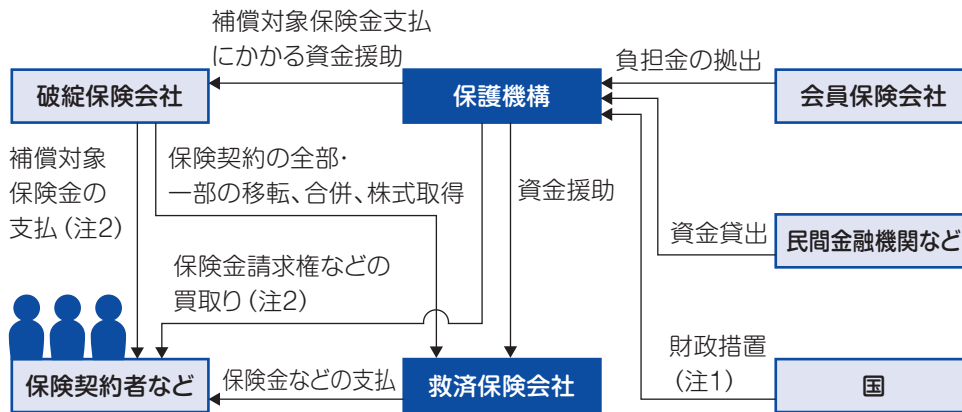 補償対象保険金支払
にかかる資金援助
負担金の拠出
破綻保険会社
保護機構
会員保険会社
補償対象
保険金の
支払(注2)
保険契約の全部・
一部の移転、合併、株式取得
資金援助
資金貸出
民間金融機関など
保険金請求権などの
買取り(注2)
財政措置
(注1)
保険契約者など
保険金などの支払
救済保険会社
国